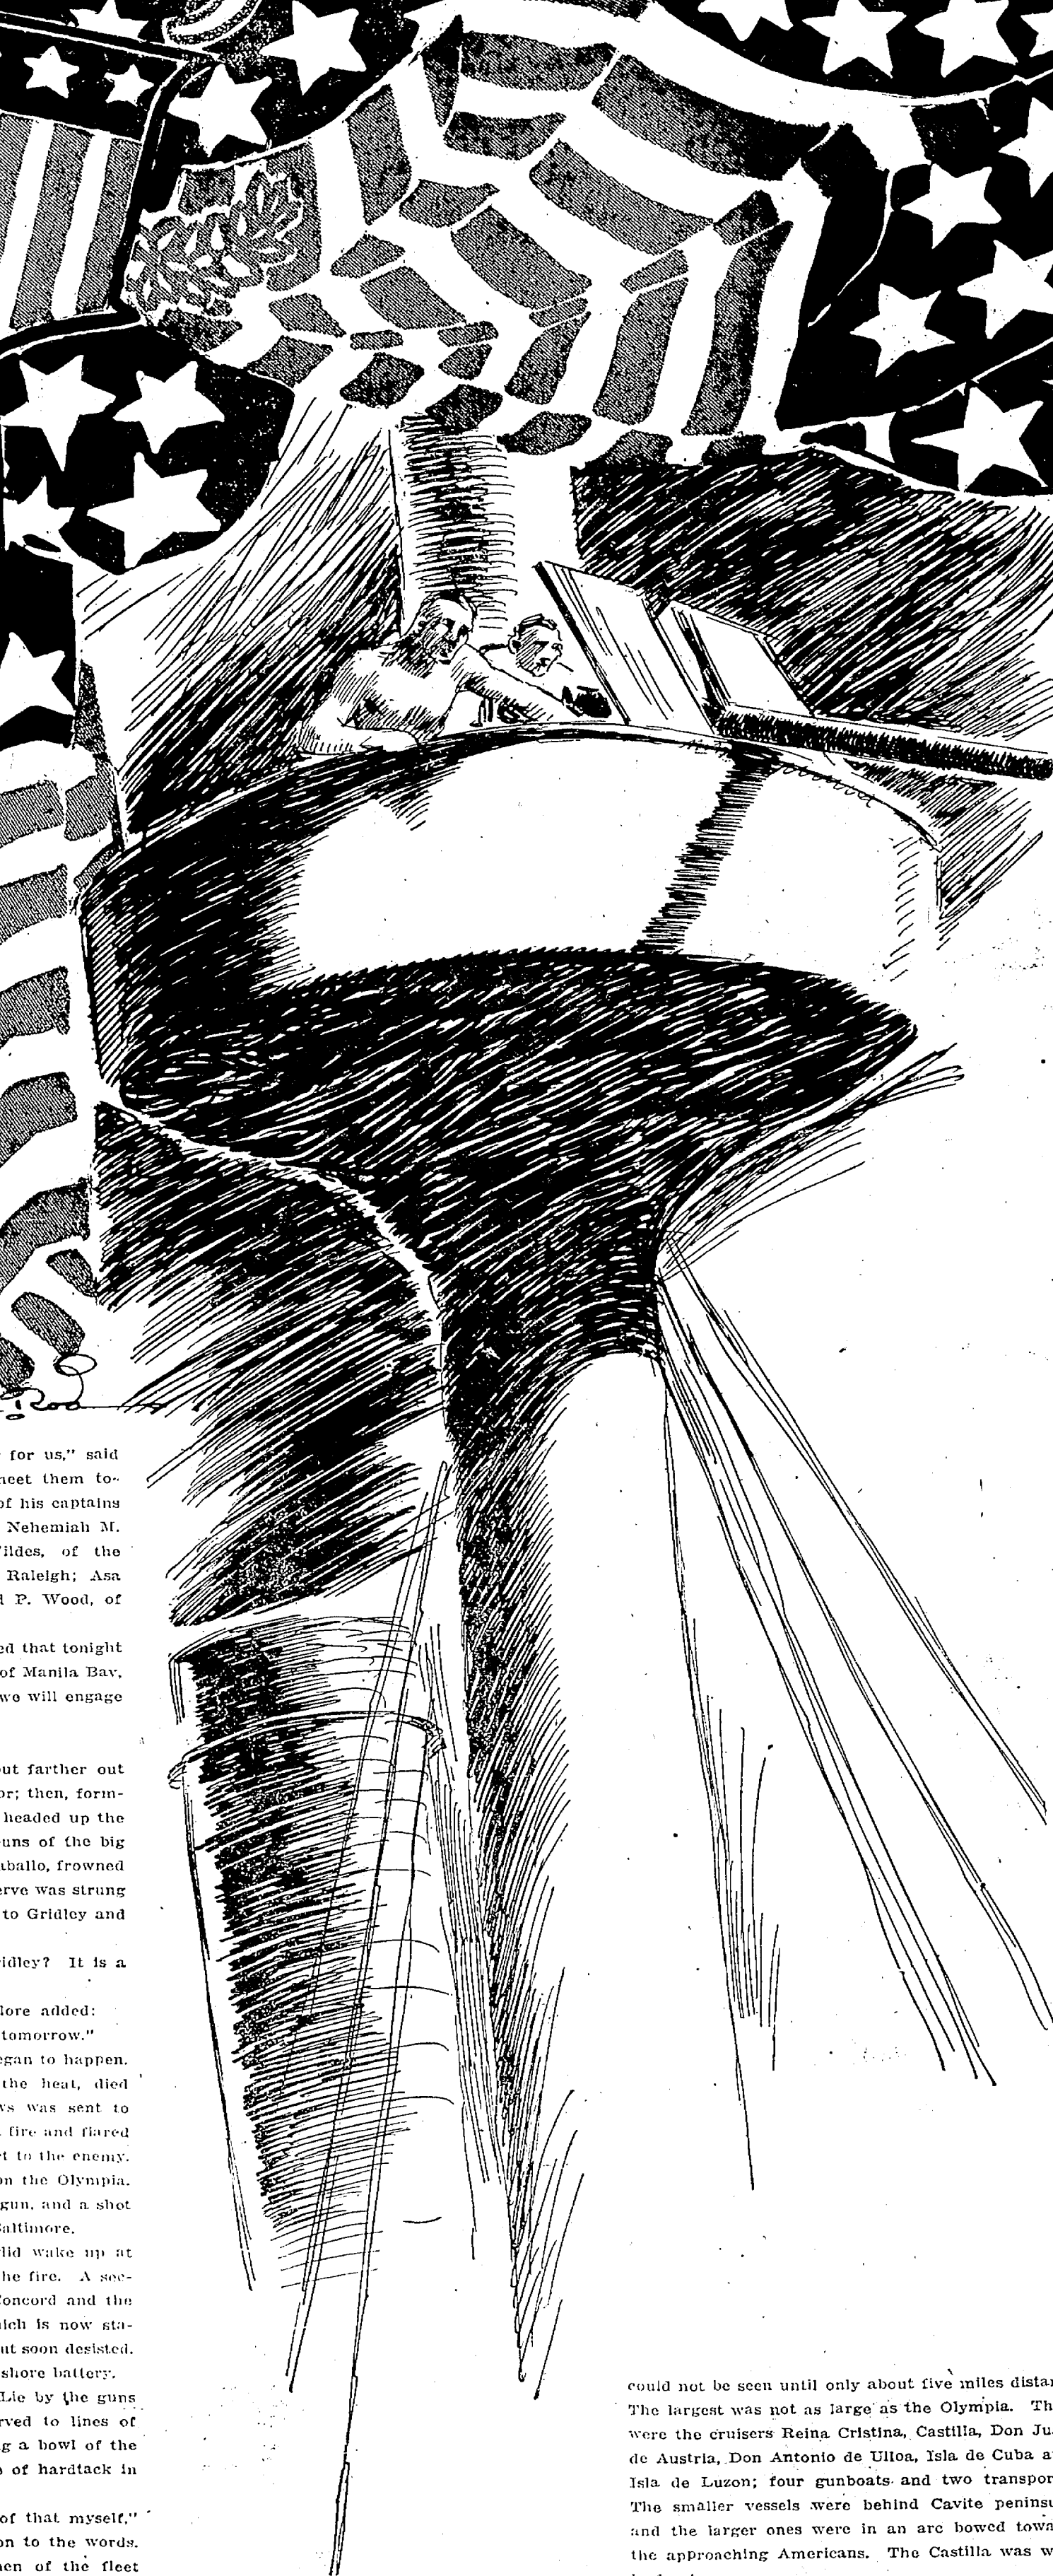 for us," said
meet them to-
of his captains
Nehemiah M.
Wildes, of the
Raleigh; Asa
P. Wood, of
ed that tonight
of Manila Bay,
we will engage
out farther out
or; then, form-
headed up the
guns of the big
aballo, frowned
erve was strung
to Gridley and
ridley? It is a
dore added:
tomorrow."
egan to happen.
the heat, died
ws was sent to
fire and flared
t to the enemy.
on the Olympia.
gun, and a shot
Baltimore.
did wake up at
the fire. A sec-
Concord and the
hich is now sta-
ut soon desisted.
shore battery.
Lie by the guns
rved to lines of
g a bowl of the
of hardtack in
of that myself,"
on to the words.
en of the fleet
could not be seen until only about five miles distan
The largest was not as large as the Olympia. Th
were the cruisers Reina Cristina, Castilla, Don Ju
de Austria, Don Antonio de Ulloa, Isla de Cuba a
Isla de Luzon; four gunboats and two transpor
The smaller vessels were behind Cavite peninsu
and the larger ones were in an arc bowed towa
the approaching Americans. The Castilla was w